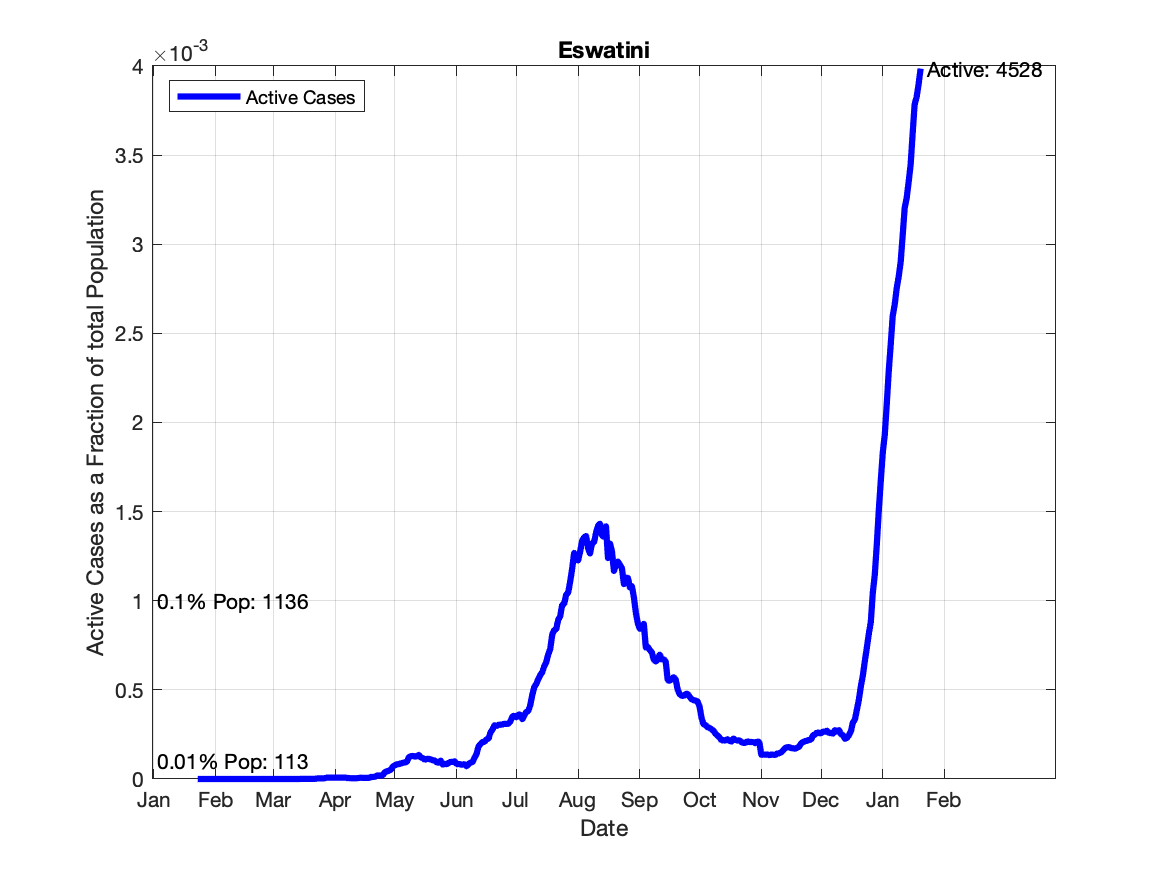 Eswatini
×10-3
4
Active: 4528
Active Cases
3.5
3
2.5
2
1.5
1
0.1% Pop: 1136
0.5
0.01% Pop: 113
0
Active Cases as a Fraction of total Population
Jan Feb Mar Apr May Jun Jul Aug Sep Oct Nov Dec Jan Feb
Date